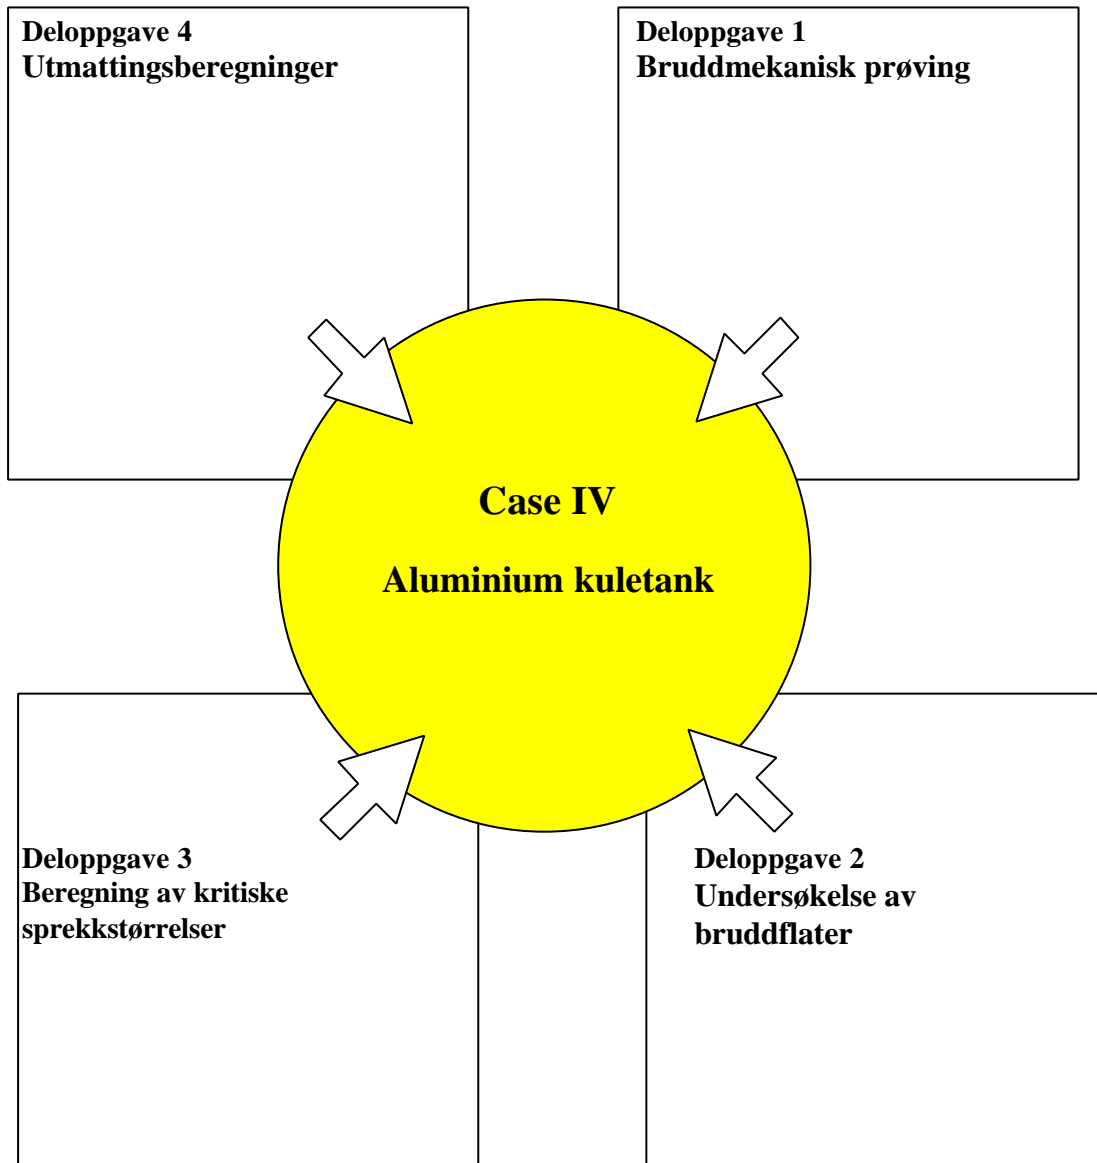 Deloppgave 4
Utmattingsberegninger
Deloppgave 1
Bruddmekanisk prøving
Case IV
Aluminium kuletank
Deloppgave 3
Beregning av kritiske
sprekkstørrelser
Deloppgave 2
Undersøkelse av
bruddflater